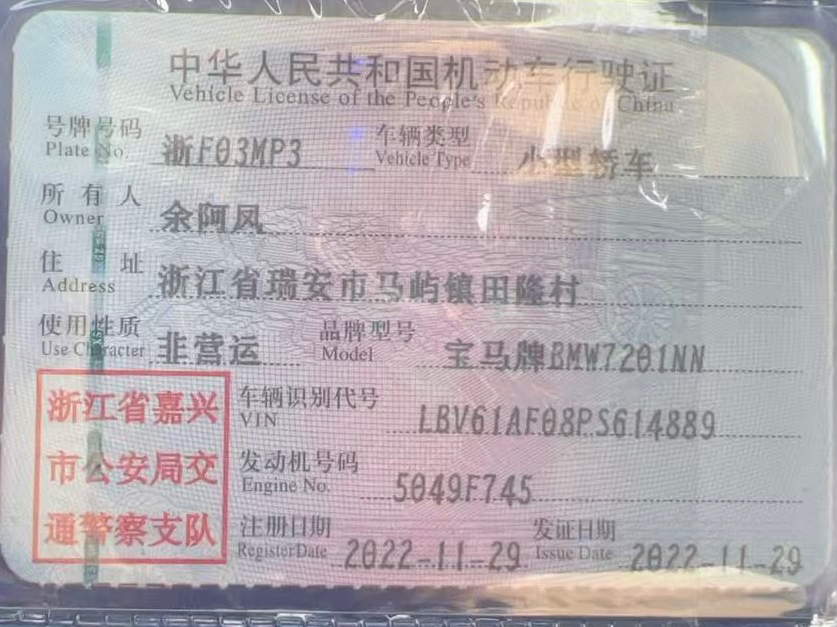 中华人民共和国机动车行驶证
Vehicle License of the People's Republic of China
号牌号码 浙F03MP3 车辆类型 小型轿车
Plate No. Vehicle Type
所有人 余阿凤
Owner
住址 浙江省瑞安市马屿镇田隆村
Address
使用性质 非营运 品牌型号 宝马牌BMW7201NN
Use Character Model
浙江省嘉兴
市公安局交
通警察支队
车辆识别代号 LBV61AF08PS614889
VIN
发动机号码 5049F745
Engine No.
注册日期 2022-11-29 发证日期 2022-11-29
Register Date Issue Date